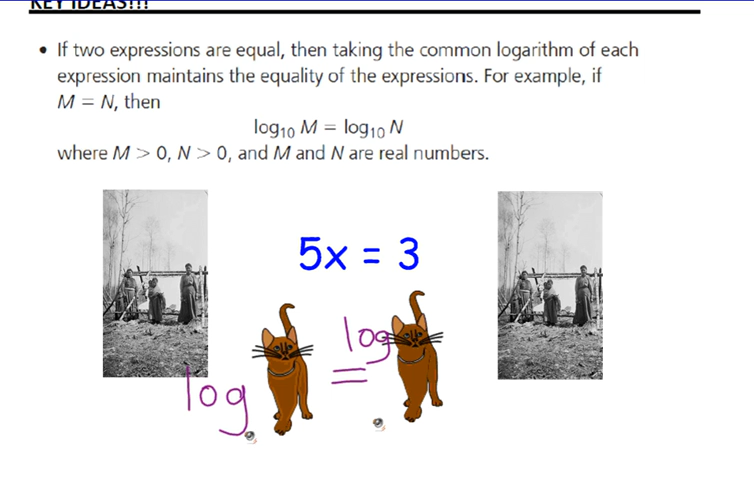 KEY IDEAS!!!
• If two expressions are equal, then taking the common logarithm of each
expression maintains the equality of the expressions. For example, if
M = N, then
log₁₀ M = log₁₀ N
where M > 0, N > 0, and M and N are real numbers.
5x = 3
log = log